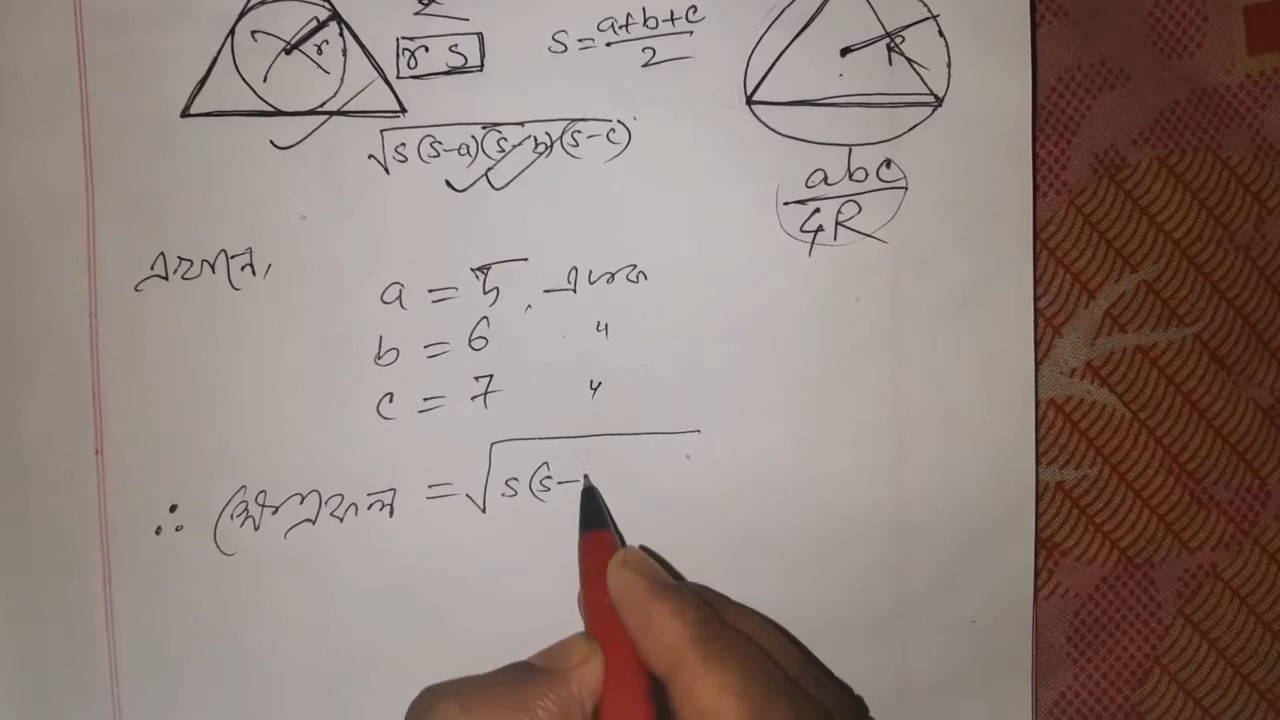 r
r s
s = a+b+c / 2
R
√s(s-a)(s-b)(s-c)
abc / 4R
এখানে,
a = 5, একক
b = 6 "
c = 7 "
∴ ক্ষেত্রফল = √s(s-